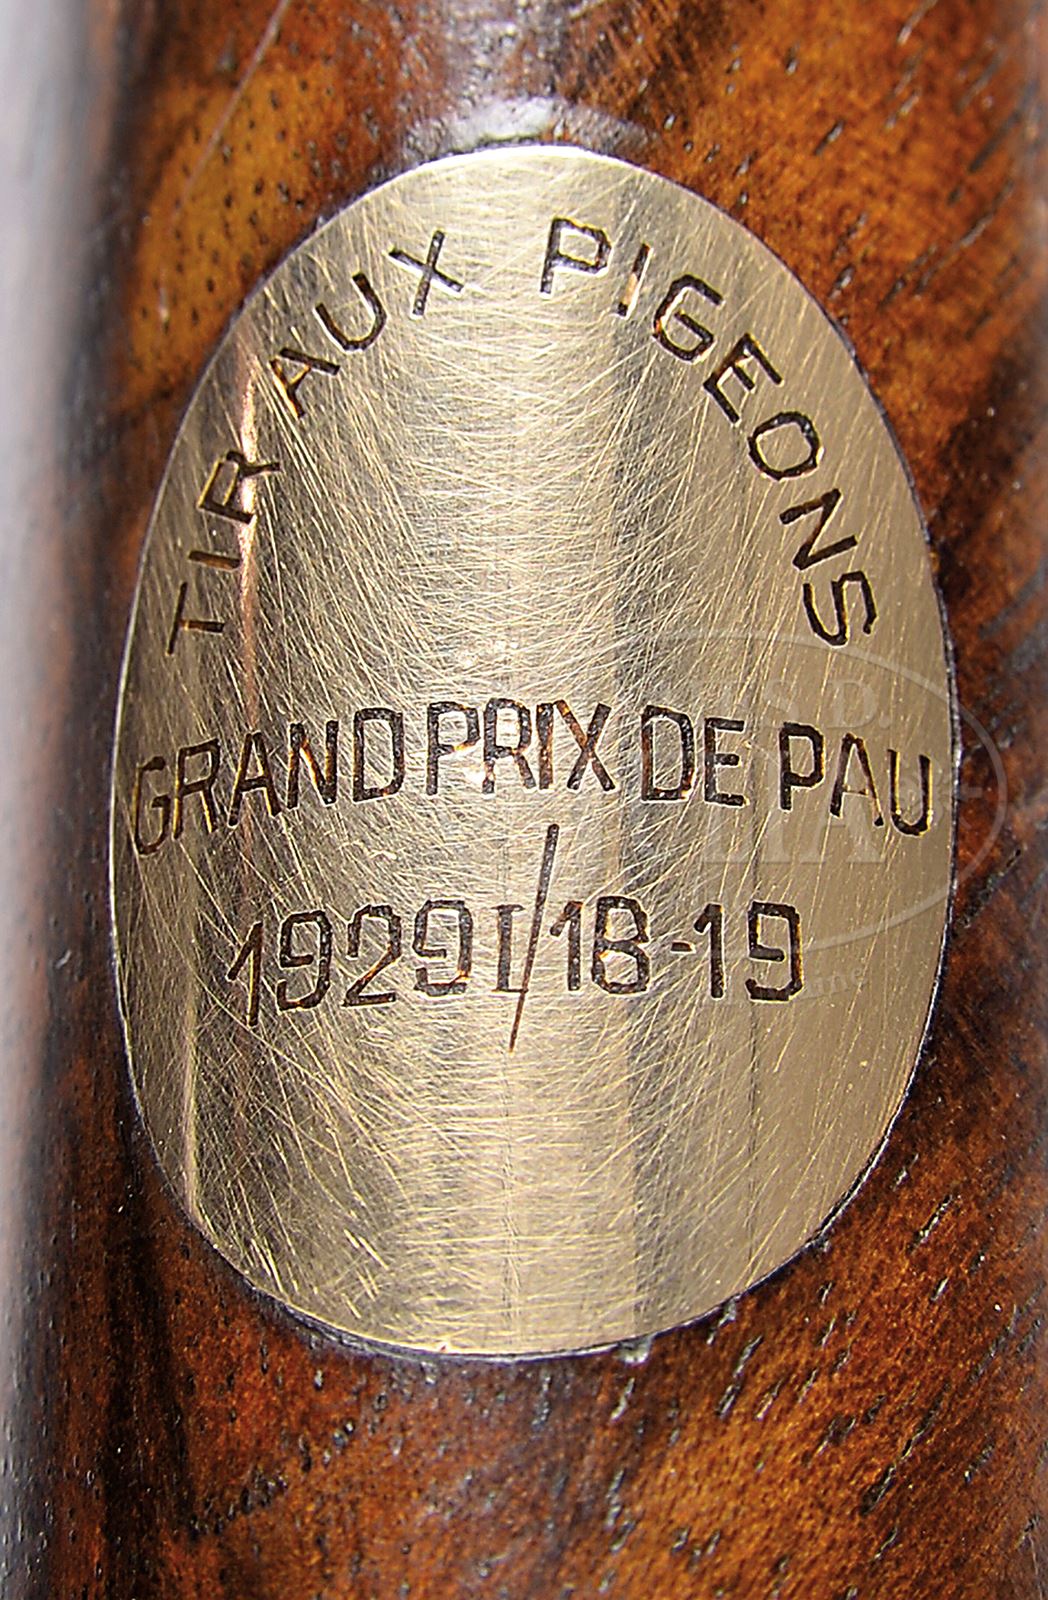 TIR AUX PIGEONS
GRAND PRIX DE PAU
1929 I/18-19